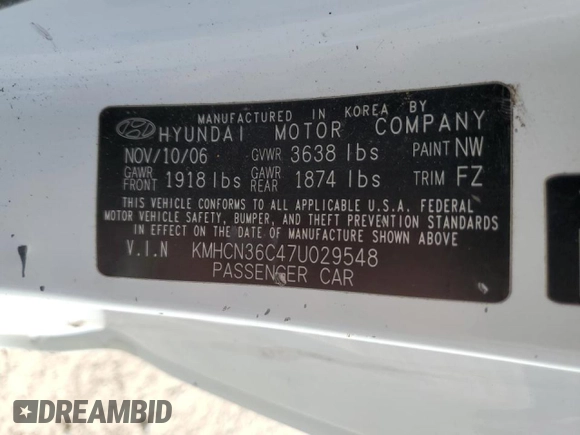 MANUFACTURED IN KOREA BY
HYUNDAI MOTOR COMPANY
NOV/10/06 GVWR 3638 lbs PAINT NW
GAWR FRONT 1918 lbs GAWR REAR 1874 lbs TRIM FZ
THIS VEHICLE CONFORMS TO ALL APPLICABLE U.S.A. FEDERAL
MOTOR VEHICLE SAFETY, BUMPER, AND THEFT PREVENTION STANDARDS
IN EFFECT ON THE DATE OF MANUFACTURE SHOWN ABOVE
V.I.N KMHCN36C47U029548
PASSENGER CAR
DREAMBID